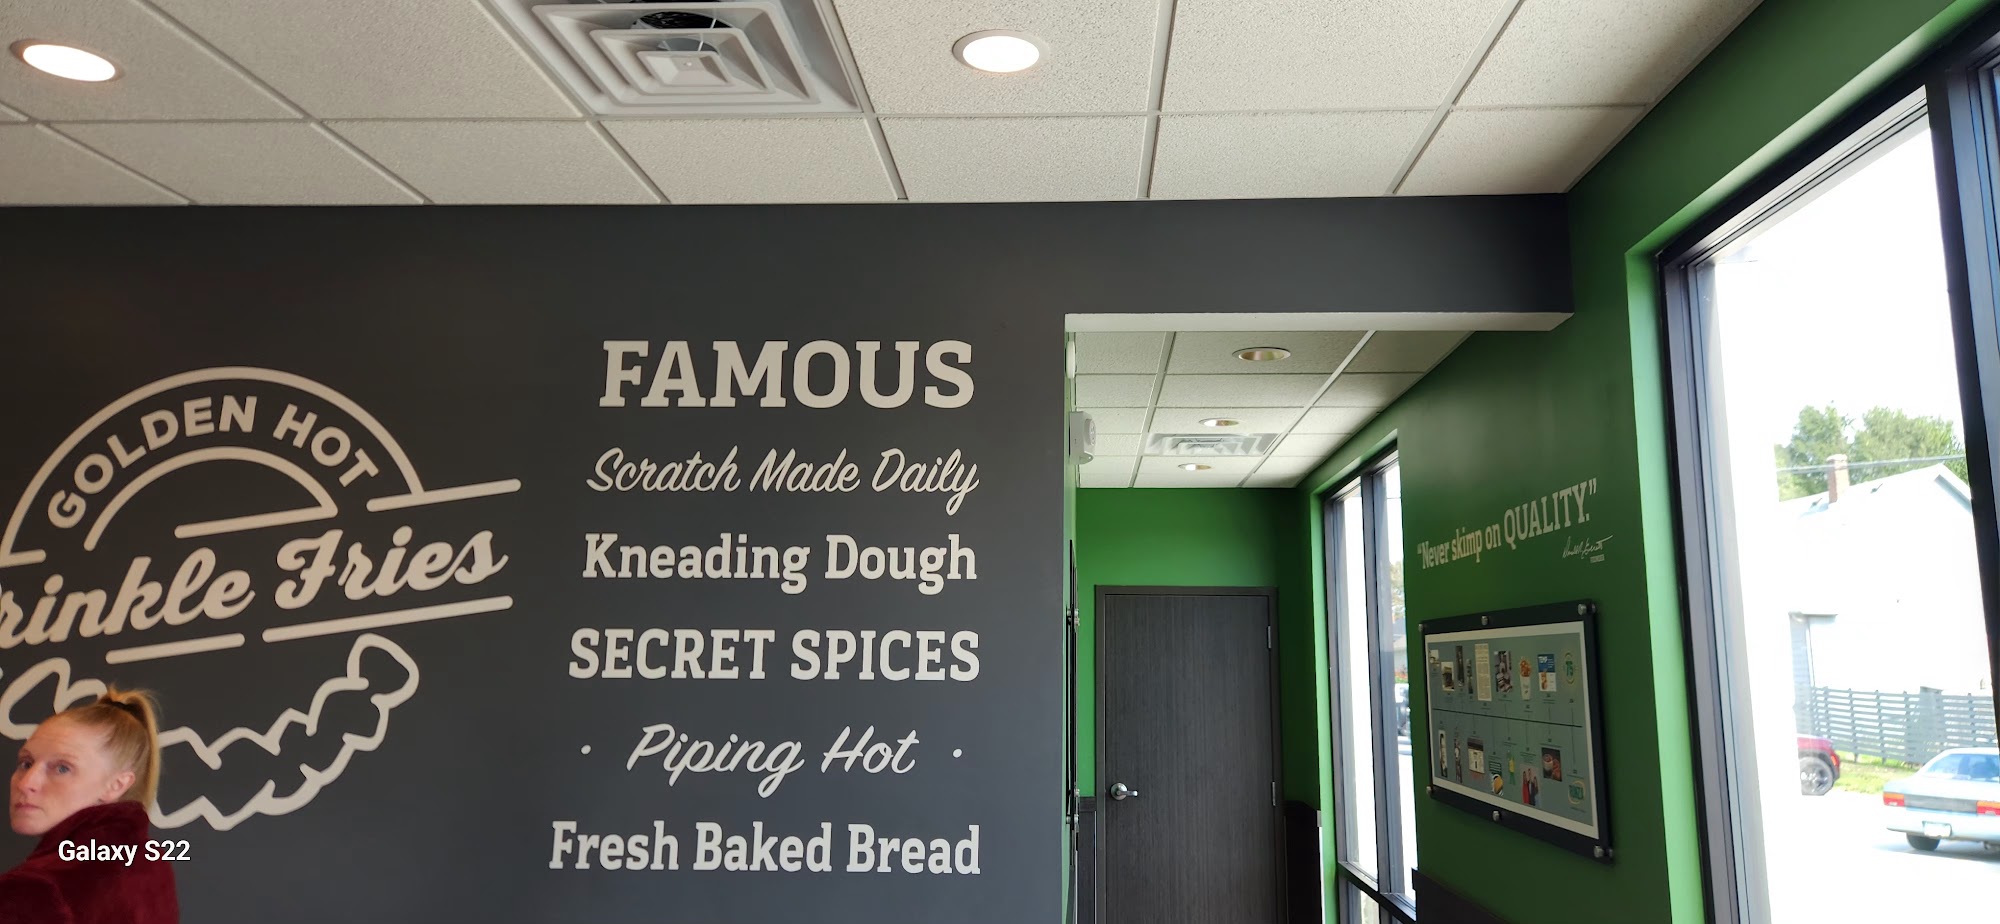 GOLDEN HOT
rinkle Fries
FAMOUS
Scratch Made Daily
Kneading Dough
SECRET SPICES
· Piping Hot ·
Fresh Baked Bread
"Never skimp on QUALITY."
Galaxy S22